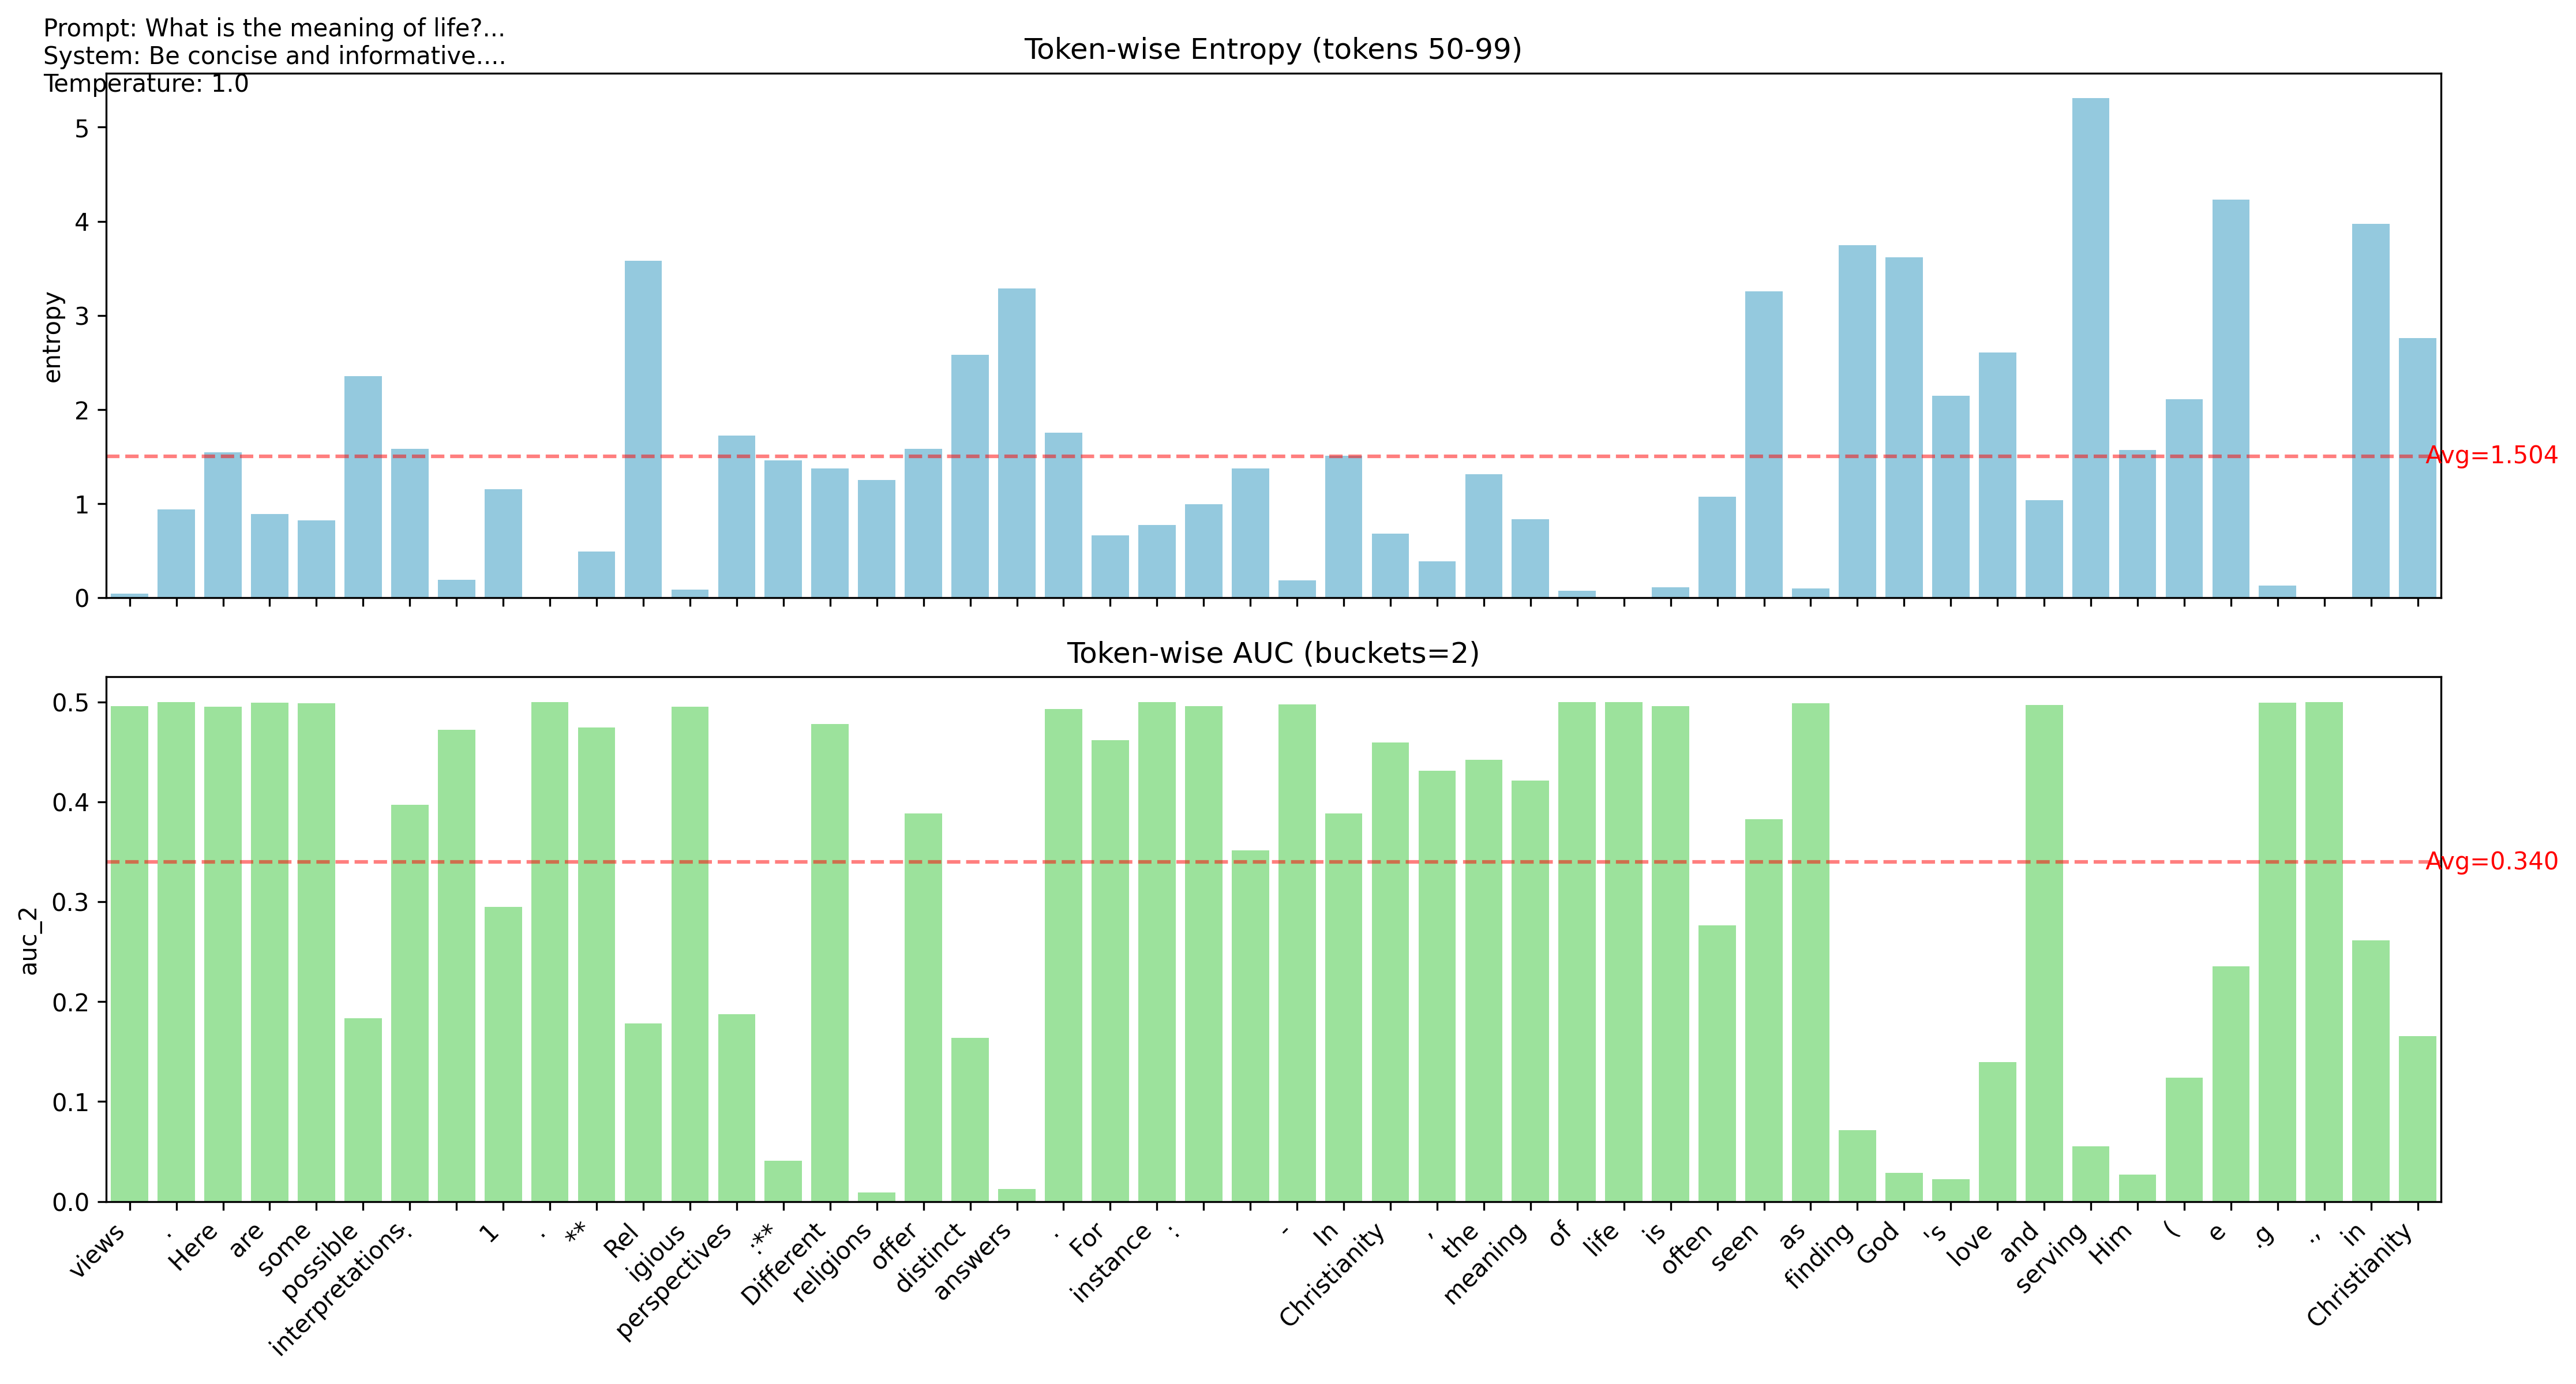 Prompt: What is the meaning of life?...
System: Be concise and informative....
Temperature: 1.0
Token-wise Entropy (tokens 50-99)
entropy
5
4
3
2
1
0
Avg=1.504
Token-wise AUC (buckets=2)
auc_2
0.5
0.4
0.3
0.2
0.1
0.0
Avg=0.340
views
.
Here
are
some
possible
interpretations
:
1
.
**
Rel
igious
perspectives
:**
Different
religions
offer
distinct
answers
.
For
instance
:
-
In
Christianity
,
the
meaning
of
life
is
often
seen
as
finding
God
's
love
and
serving
Him
(
e
.g
.,
in
Christianity